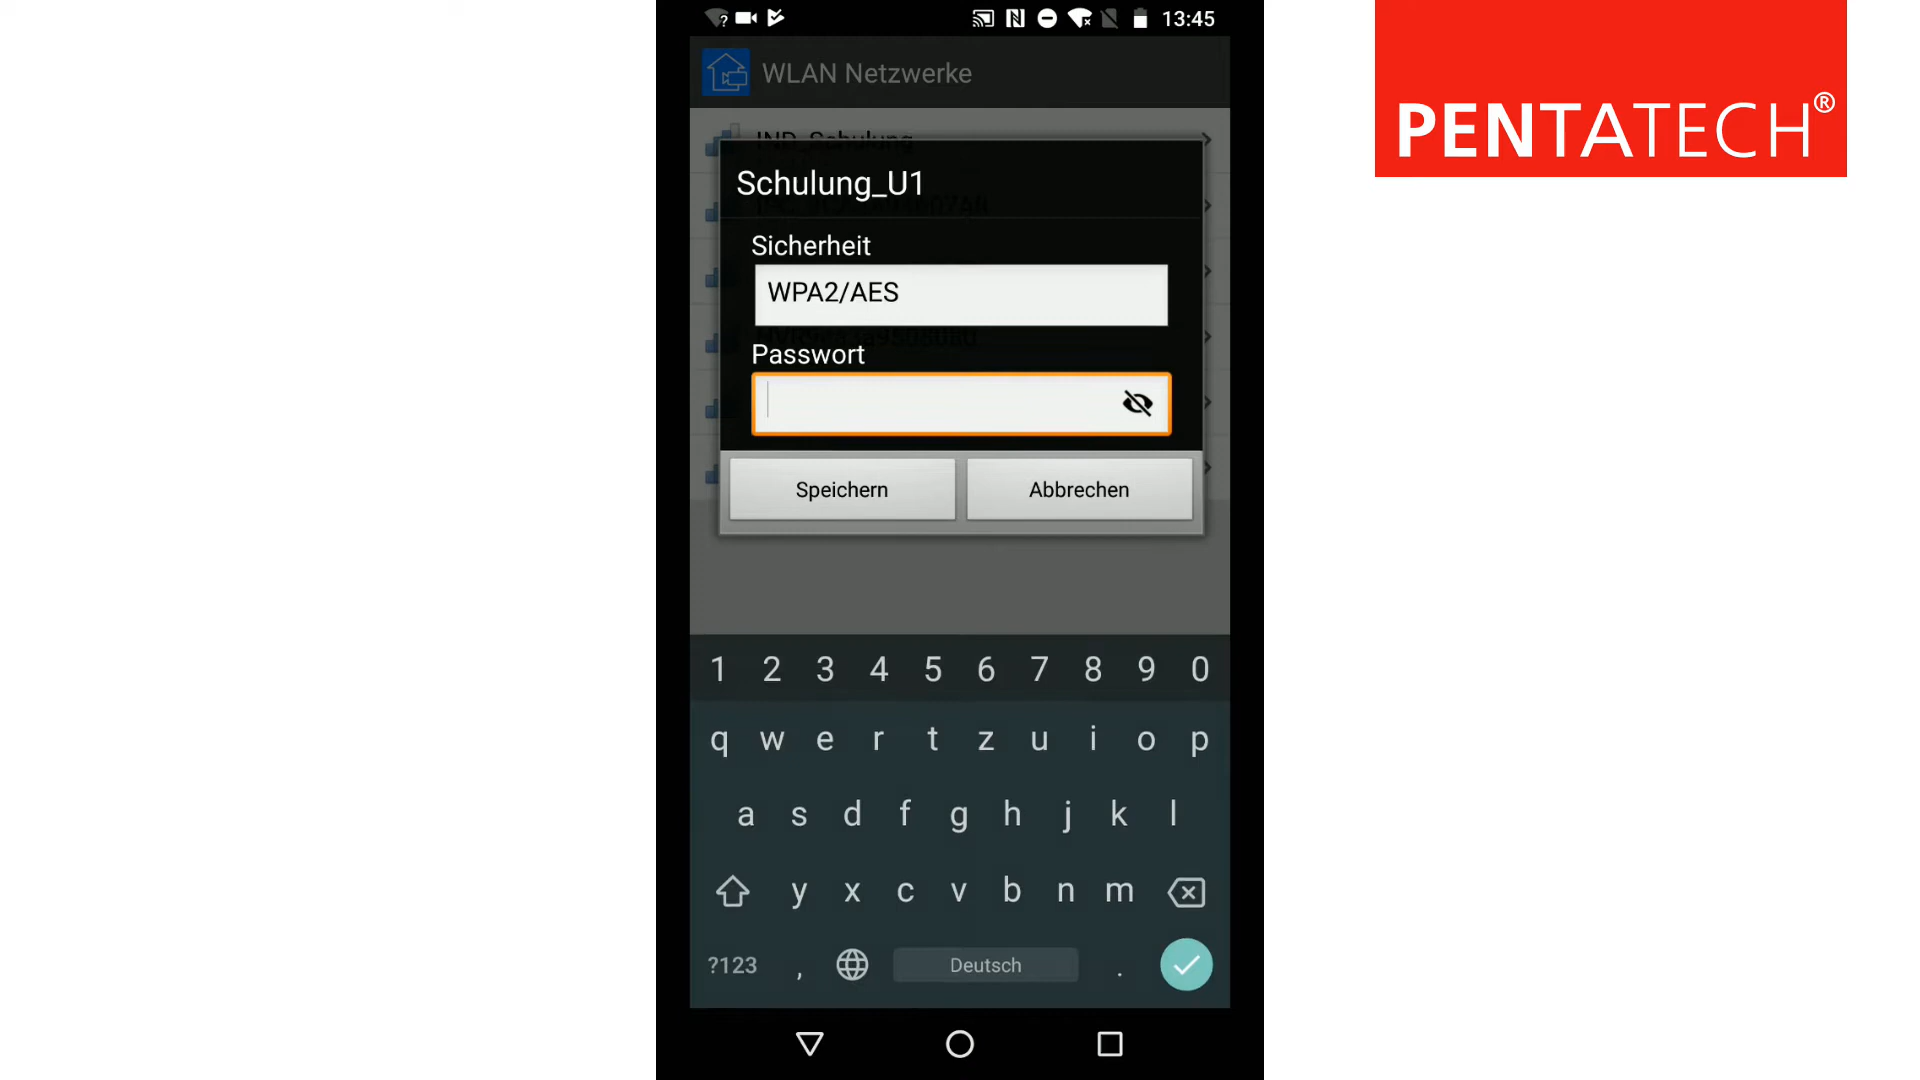 13:45
PENTATECH®
WLAN Netzwerke
IND_Schulung
Schulung_U1
Sicherheit
WPA2/AES
Passwort
Speichern
Abbrechen
1 2 3 4 5 6 7 8 9 0
q w e r t z u i o p
a s d f g h j k l
y x c v b n m
?123 , Deutsch .